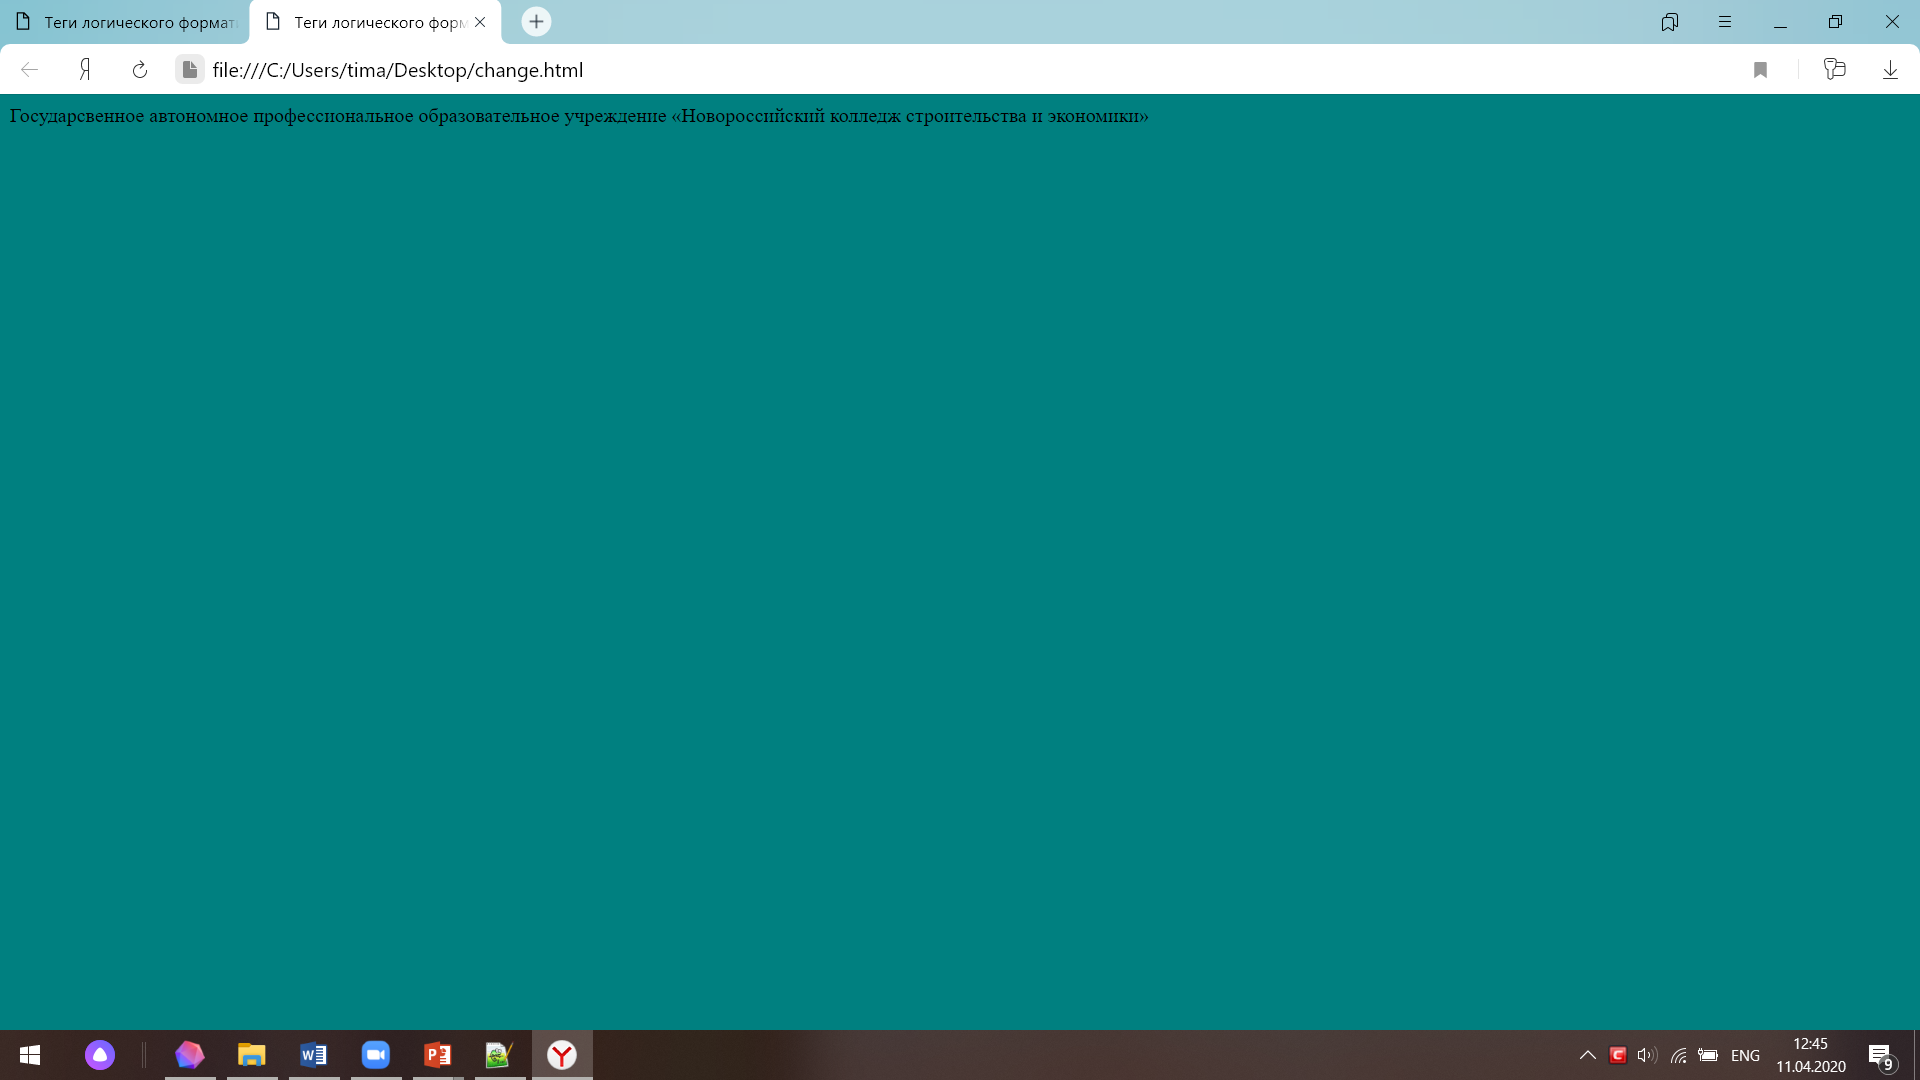 Теги логического формат
Теги логического форм
file:///C:/Users/tima/Desktop/change.html
Государсвенное автономное профессиональное образовательное учреждение «Новороссийский колледж строительства и экономики»
ENG
12:45
11.04.2020
9